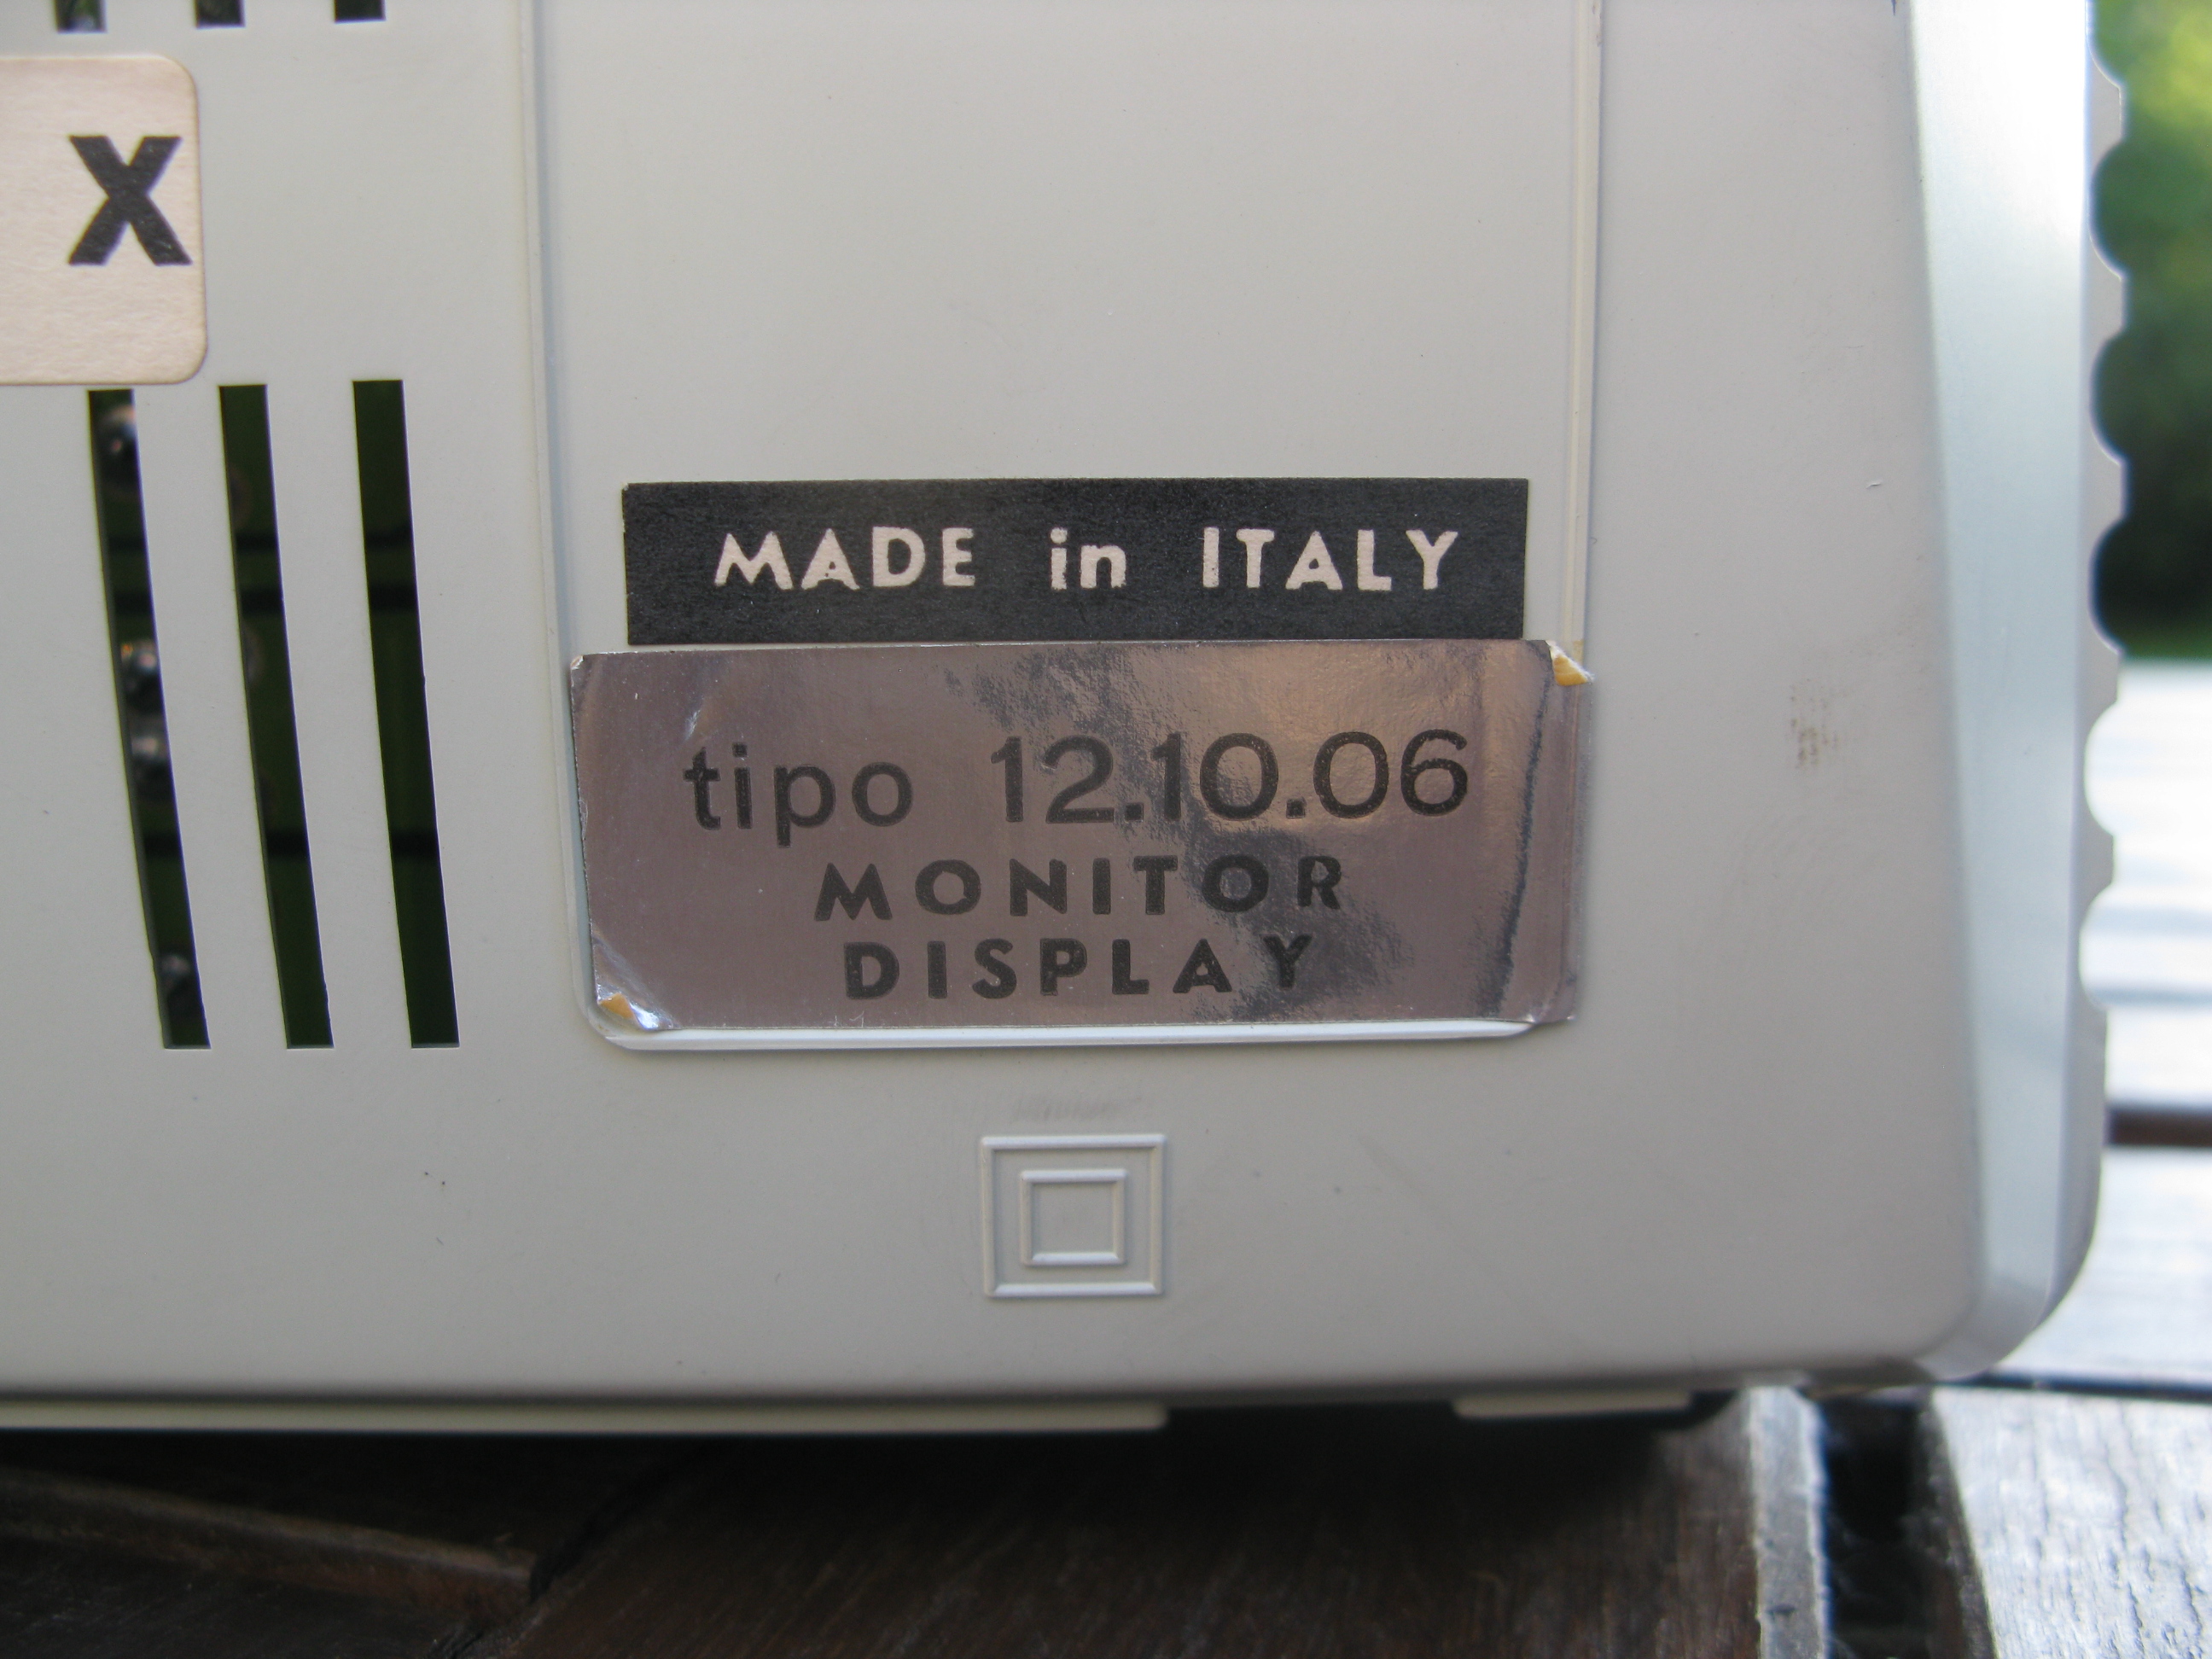 X
MADE in ITALY
tipo 12.10.06
MONITOR
DISPLAY